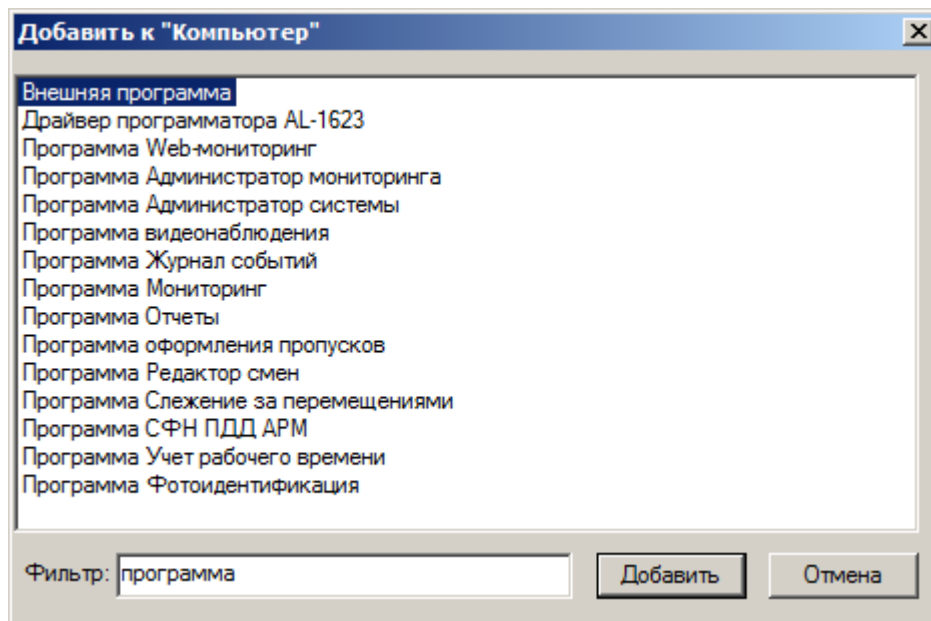 Добавить к "Компьютер"
Внешняя программа
Драйвер программатора AL-1623
Программа Web-мониторинг
Программа Администратор мониторинга
Программа Администратор системы
Программа видеонаблюдения
Программа Журнал событий
Программа Мониторинг
Программа Отчеты
Программа оформления пропусков
Программа Редактор смен
Программа Слежение за перемещениями
Программа СФН ПДД АРМ
Программа Учет рабочего времени
Программа Фотоидентификация
Фильтр: программа Добавить Отмена